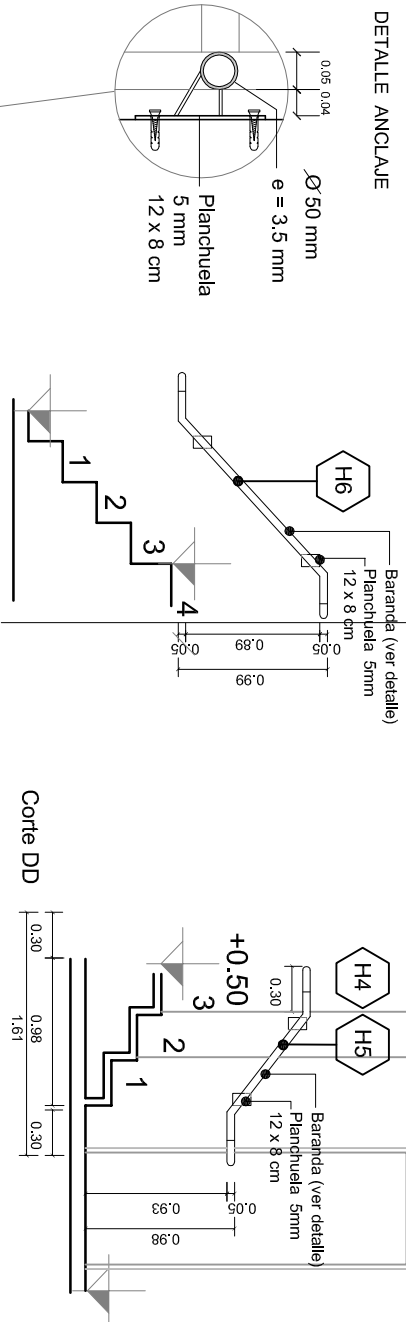 DETALLE ANCLAJE
0.05
0.04
Ø 50 mm
e = 3.5 mm
Planchuela
5 mm
12 x 8 cm
H6
Baranda (ver detalle)
Planchuela 5mm
12 x 8 cm
1
2
3
4
0.05
0.89
0.05
0.99
Corte DD
H4
H5
0.30
+0.50
3
2
1
Baranda (ver detalle)
Planchuela 5mm
12 x 8 cm
0.05
0.93
0.98
0.30
0.98
0.30
1.61